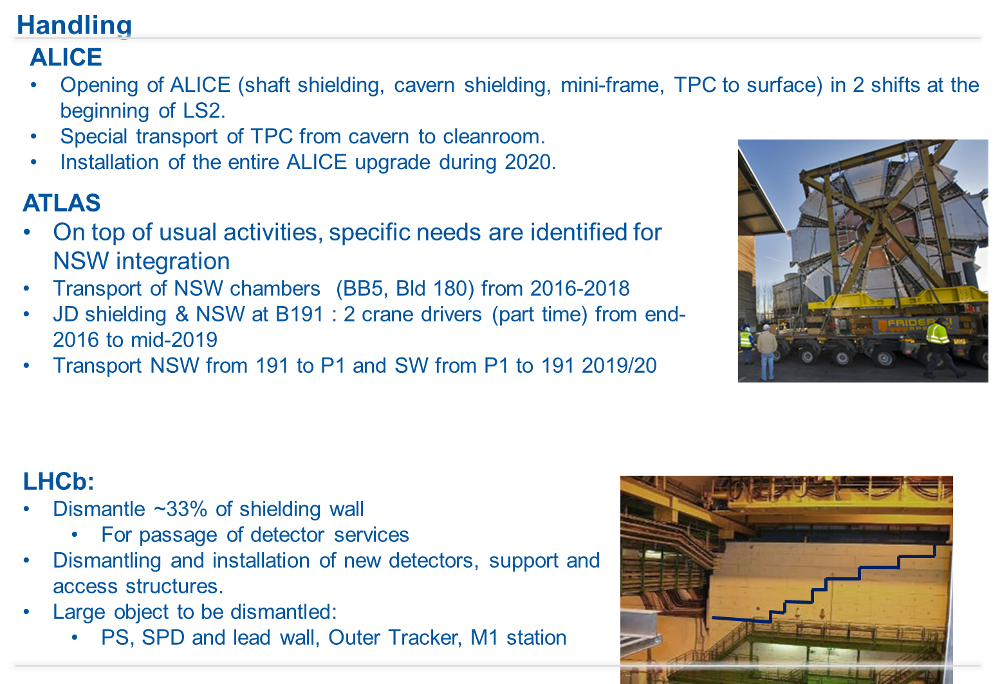 Handling
ALICE
• Opening of ALICE (shaft shielding, cavern shielding, mini-frame, TPC to surface) in 2 shifts at the
beginning of LS2.
• Special transport of TPC from cavern to cleanroom.
• Installation of the entire ALICE upgrade during 2020.
ATLAS
• On top of usual activities, specific needs are identified for
NSW integration
• Transport of NSW chambers (BB5, Bld 180) from 2016-2018
• JD shielding & NSW at B191 : 2 crane drivers (part time) from end-
2016 to mid-2019
• Transport NSW from 191 to P1 and SW from P1 to 191 2019/20
LHCb:
• Dismantle ~33% of shielding wall
• For passage of detector services
• Dismantling and installation of new detectors, support and
access structures.
• Large object to be dismantled:
• PS, SPD and lead wall, Outer Tracker, M1 station